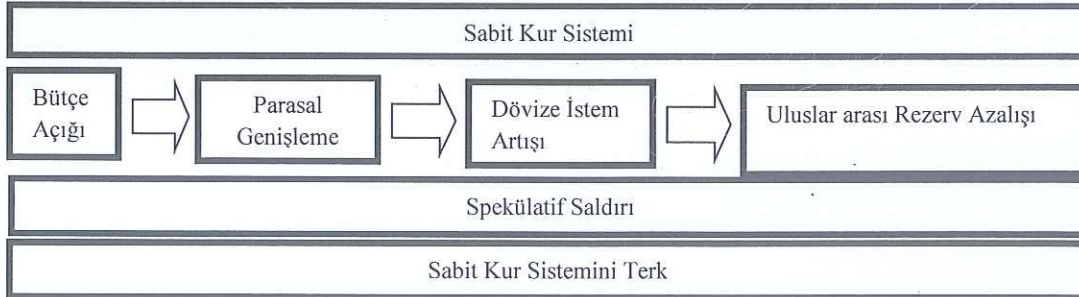 Sabit Kur Sistemi
Bütçe
Açığı
Parasal
Genişleme
Dövize İstem
Artışı
Uluslar arası Rezerv Azalışı
Spekülatif Saldırı
Sabit Kur Sistemini Terk